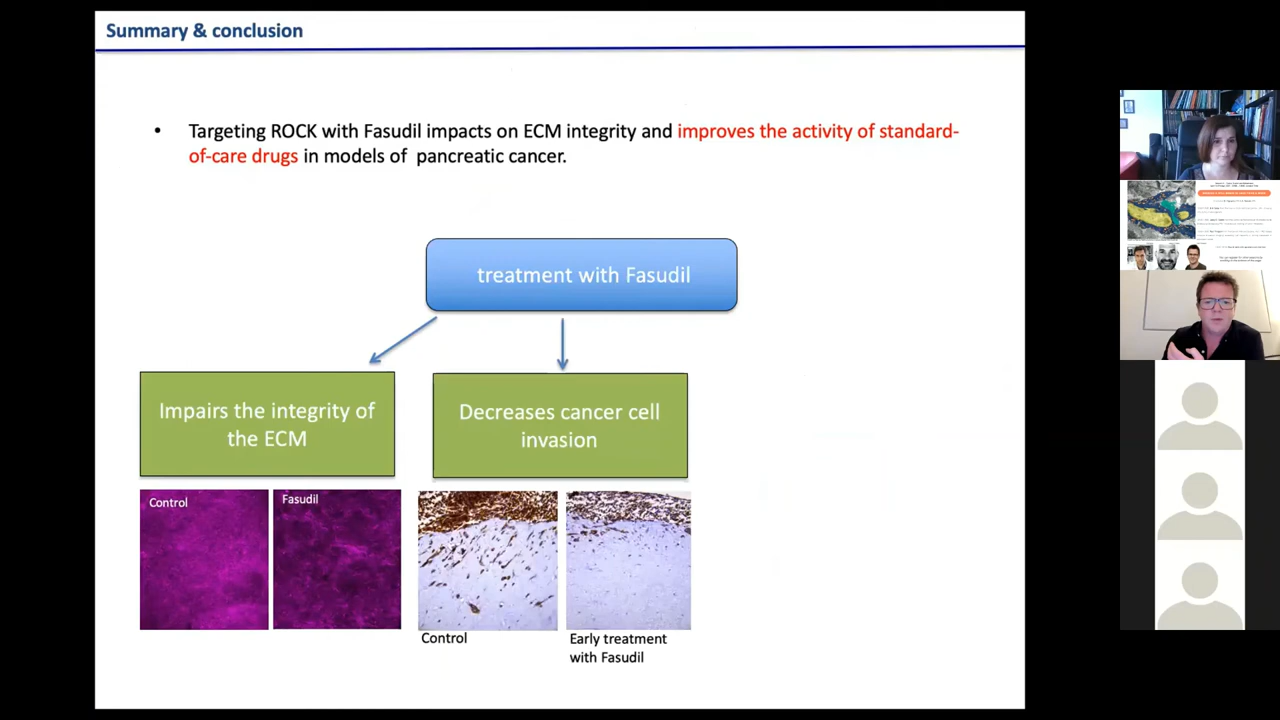 Summary & conclusion
• Targeting ROCK with Fasudil impacts on ECM integrity and improves the activity of standard-
of-care drugs in models of pancreatic cancer.
treatment with Fasudil
Impairs the integrity of
the ECM
Decreases cancer cell
invasion
Control
Fasudil
Control
Early treatment
with Fasudil